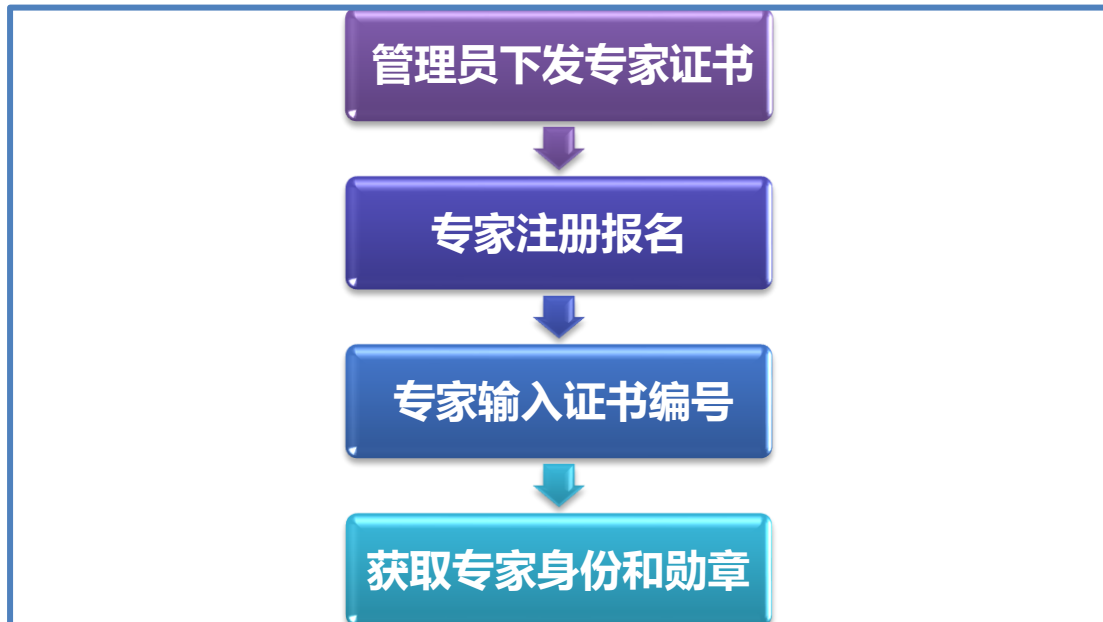 管理员下发专家证书
专家注册报名
专家输入证书编号
获取专家身份和勋章